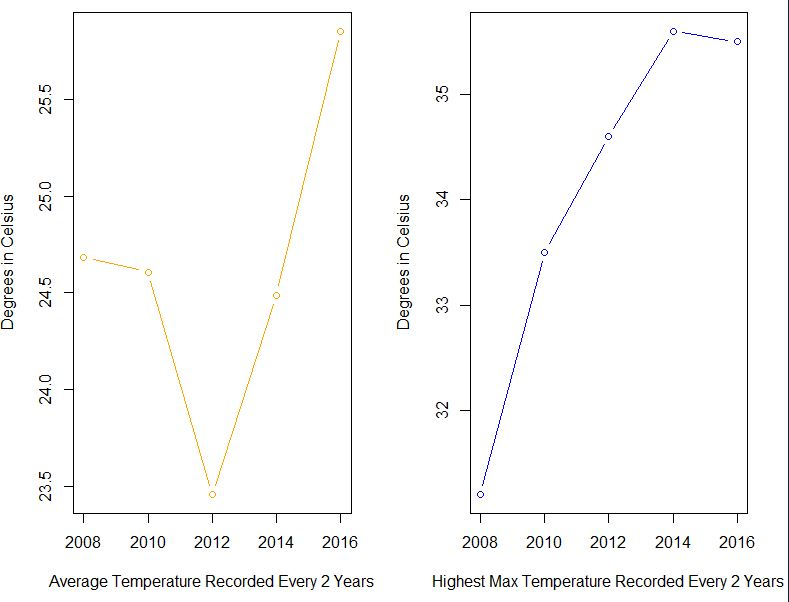 Degrees in Celsius
25.5
25.0
24.5
24.0
23.5
2008 2010 2012 2014 2016
Average Temperature Recorded Every 2 Years
Degrees in Celsius
35
34
33
32
2008 2010 2012 2014 2016
Highest Max Temperature Recorded Every 2 Years